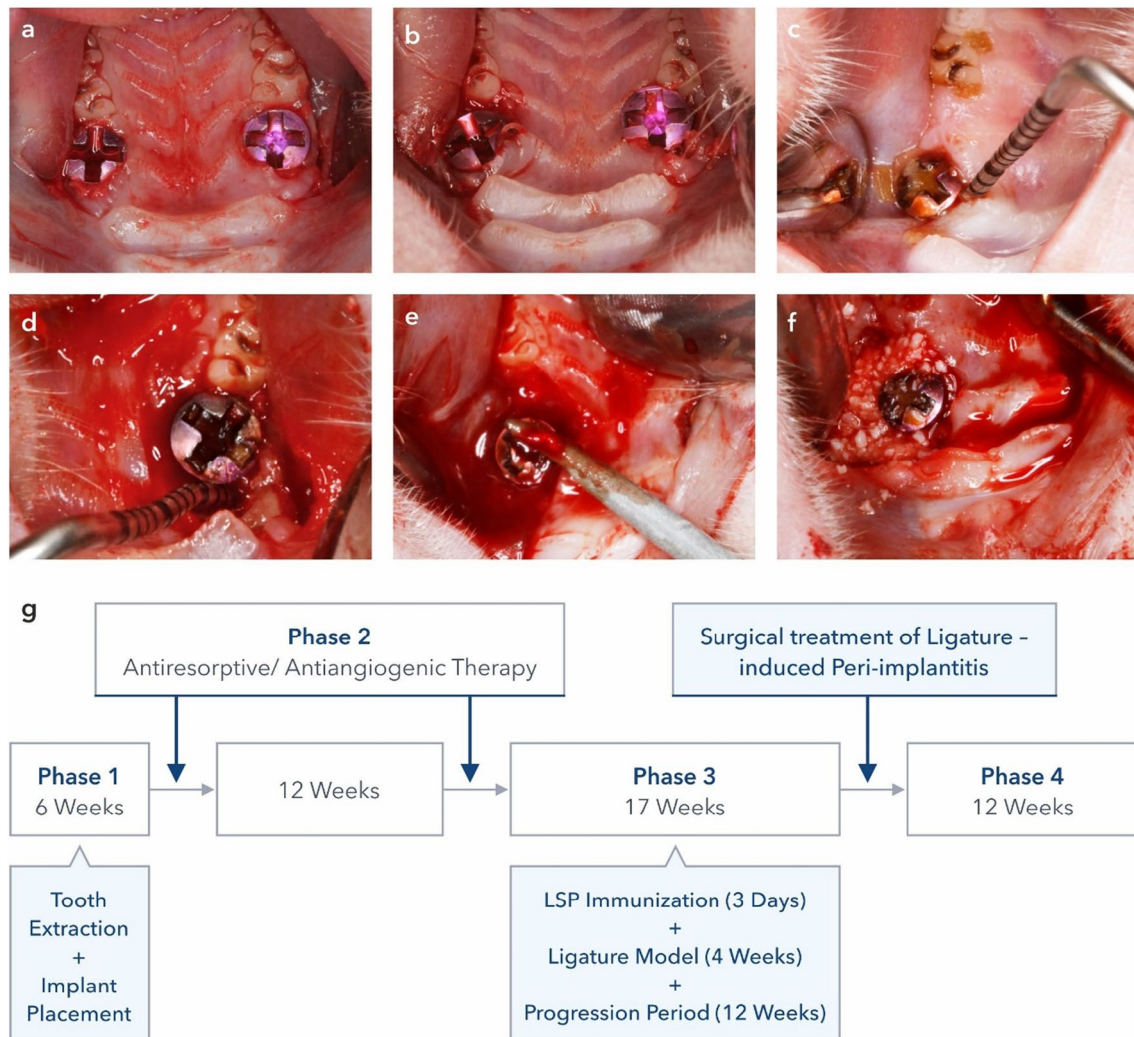 a
b
c
d
e
f
g
Phase 2
Antiresorptive/ Antiangiogenic Therapy
Surgical treatment of Ligature –
induced Peri-implantitis
Phase 1
6 Weeks
12 Weeks
Phase 3
17 Weeks
Phase 4
12 Weeks
Tooth
Extraction
+
Implant
Placement
LSP Immunization (3 Days)
+
Ligature Model (4 Weeks)
+
Progression Period (12 Weeks)